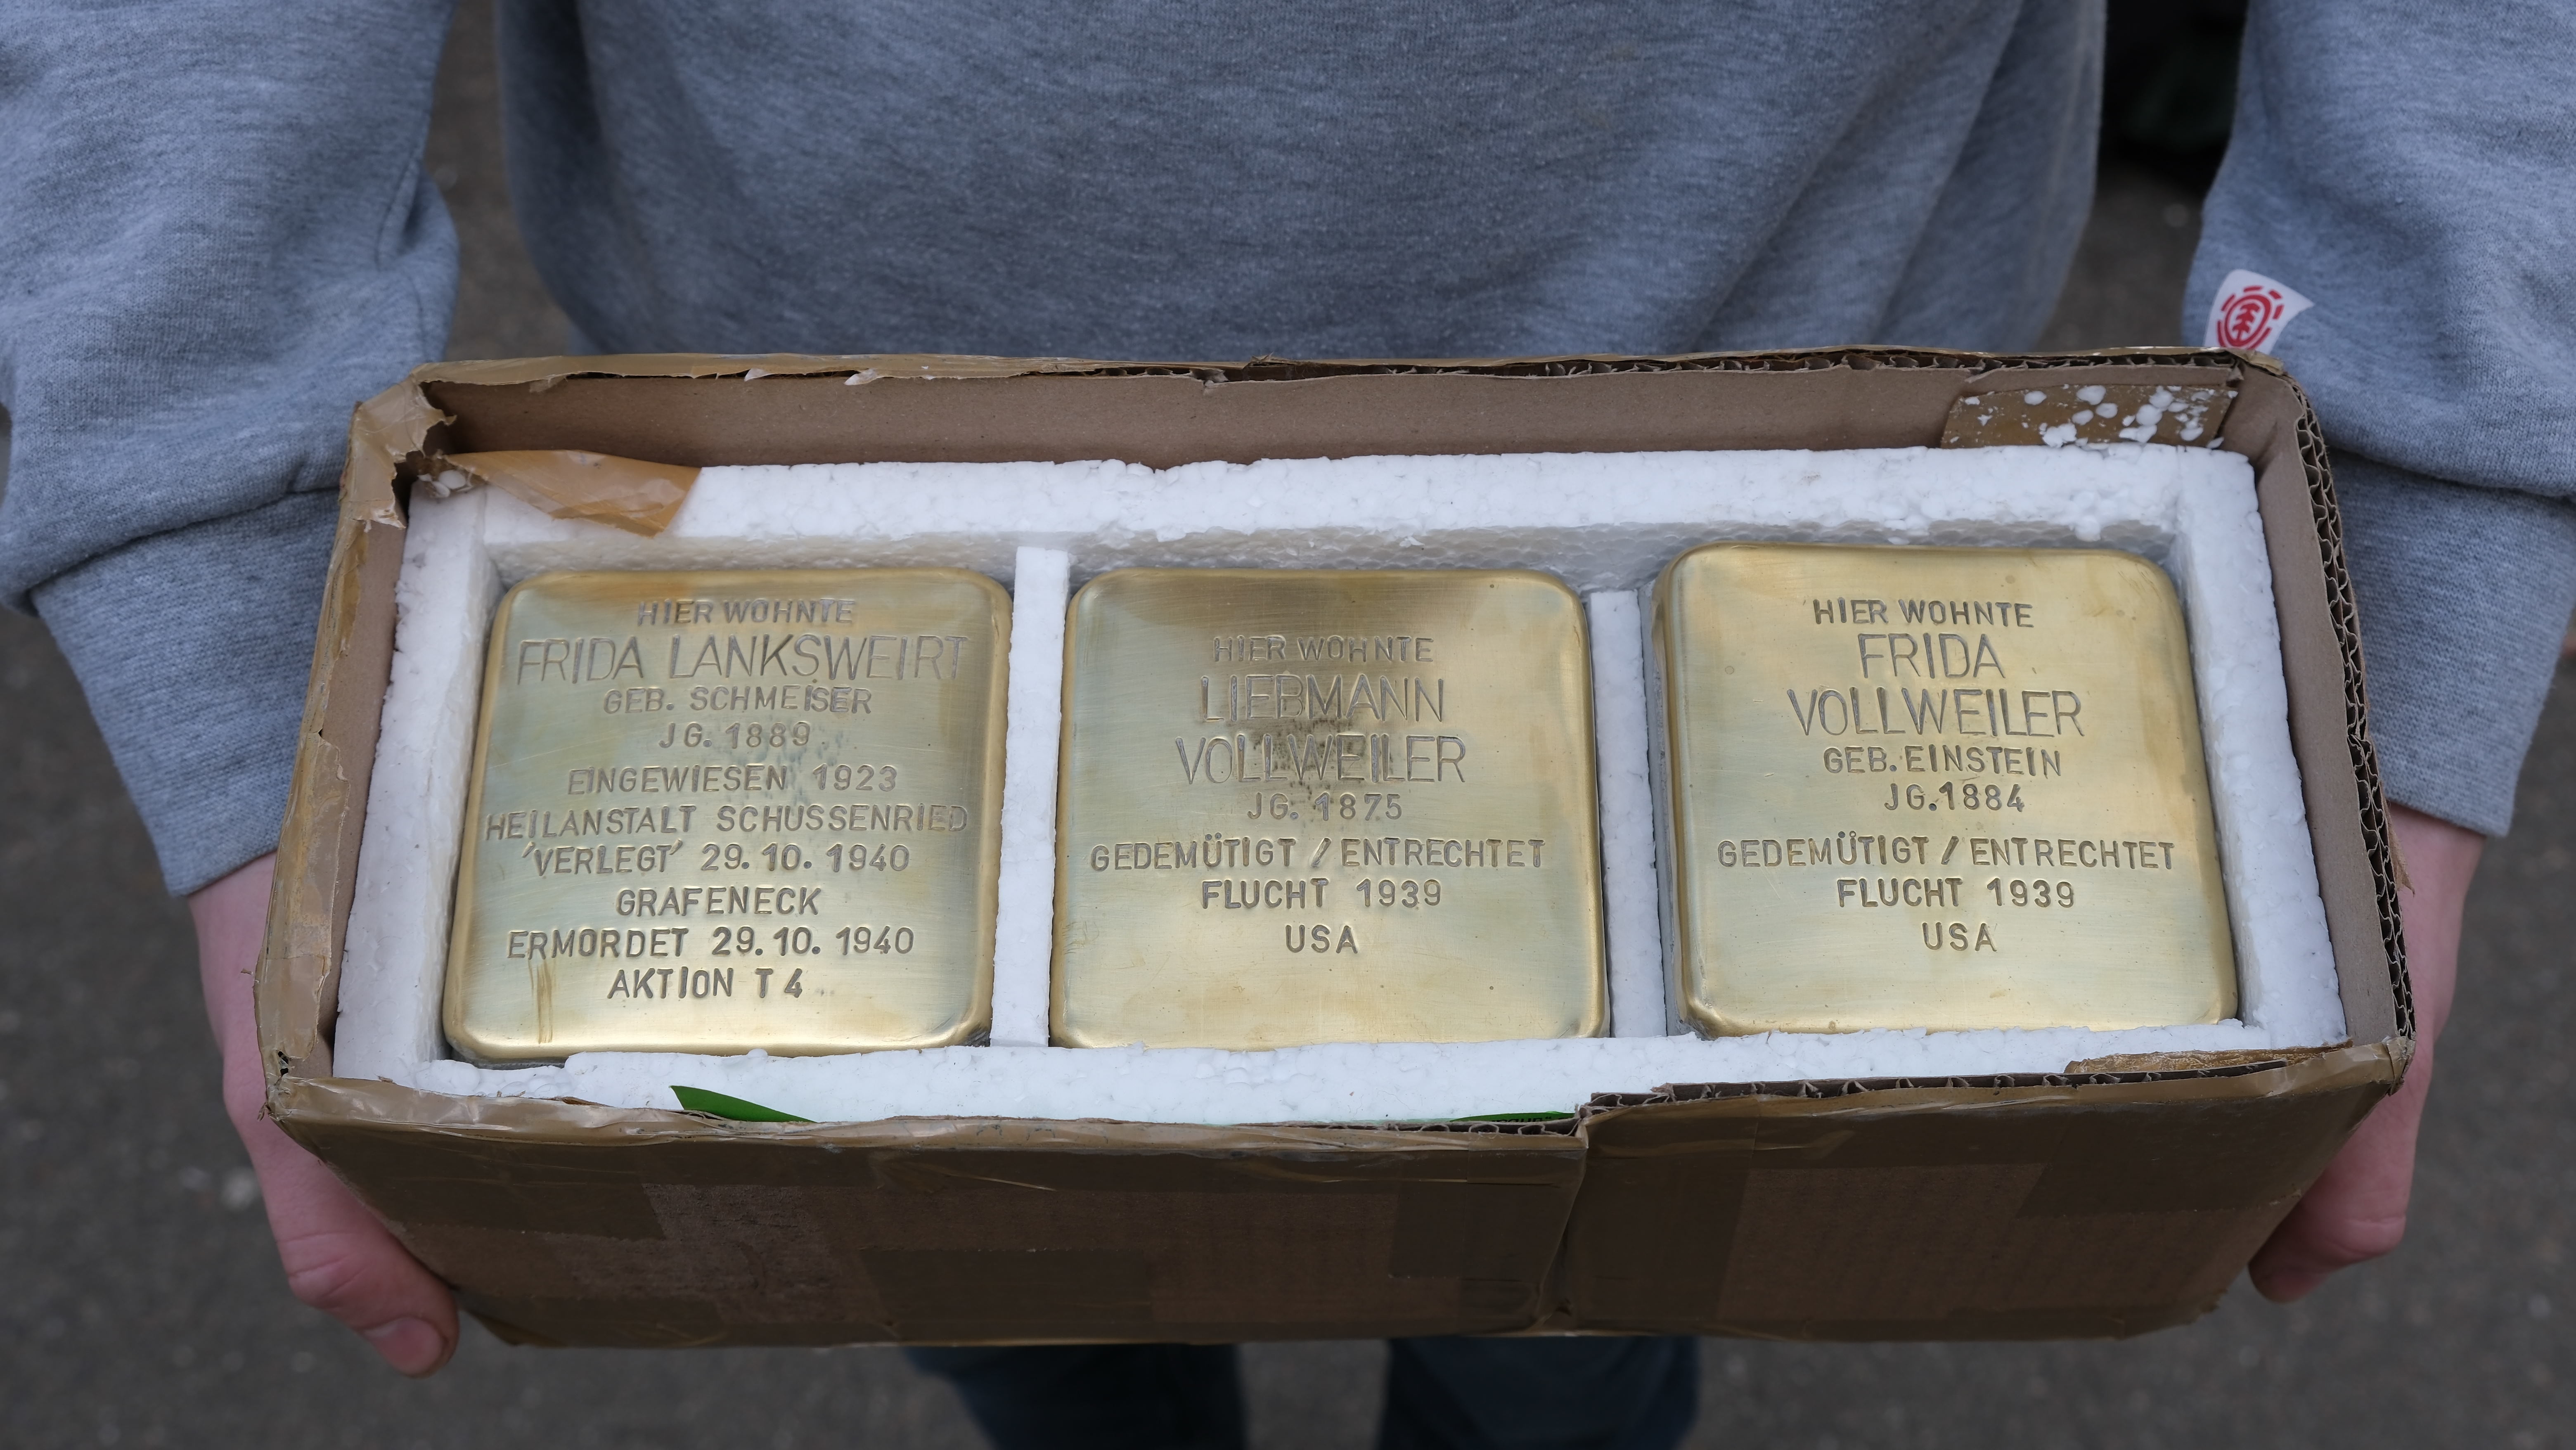 HIER WOHNTE
FRIDA LANKSWEIRT
GEB. SCHMEISER
JG. 1889
EINGEWIESEN 1923
HEILANSTALT SCHUSSENRIED
'VERLEGT' 29.10.1940
GRAFENECK
ERMORDET 29.10.1940
AKTION T4
HIER WOHNTE
LIEBMANN
VOLLWEILER
JG. 1875
GEDEMÜTIGT / ENTRECHTET
FLUCHT 1939
USA
HIER WOHNTE
FRIDA
VOLLWEILER
GEB. EINSTEIN
JG. 1884
GEDEMÜTIGT / ENTRECHTET
FLUCHT 1939
USA